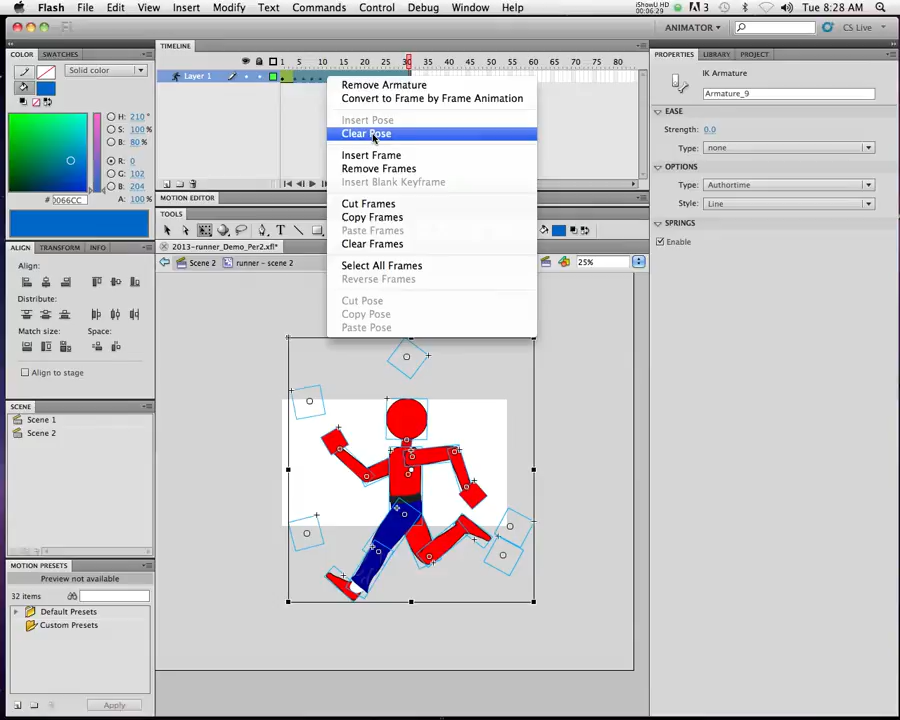 Flash File Edit View Insert Modify Text Commands Control Debug Window Help
iShowU HD
00:06:29
3 Tue 8:28 AM
ANIMATOR CS Live
COLOR SWATCHES
Solid color
H: 210 °
S: 100 %
B: 80 %
R: 0
G: 102
B: 204
# 0066CC A: 100 %
ALIGN TRANSFORM INFO
Align:
Distribute:
Match size: Space:
Align to stage
SCENE
Scene 1
Scene 2
MOTION PRESETS
Preview not available
32 items
Default Presets
Custom Presets
Apply
TIMELINE
1 5 10 15 20 25 30 35 40 45 50 55 60 65 70 75 80
Layer 1
MOTION EDITOR
TOOLS
2013-runner_Demo_Per2.xfl*
Scene 2 runner - scene 2
25%
Remove Armature
Convert to Frame by Frame Animation
Insert Pose
Clear Pose
Insert Frame
Remove Frames
Insert Blank Keyframe
Cut Frames
Copy Frames
Paste Frames
Clear Frames
Select All Frames
Reverse Frames
Cut Pose
Copy Pose
Paste Pose
PROPERTIES LIBRARY PROJECT
IK Armature
Armature_9
EASE
Strength: 0.0
Type: none
OPTIONS
Type: Authortime
Style: Line
SPRINGS
Enable